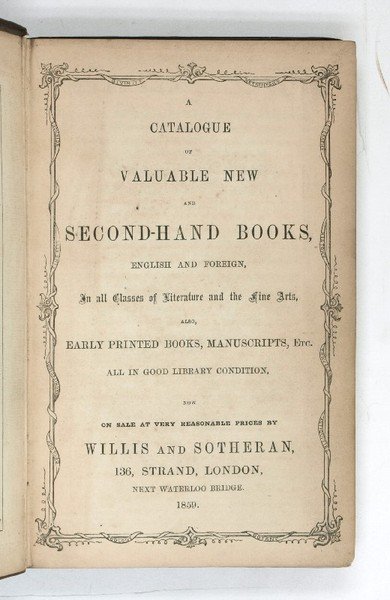 A
CATALOGUE
OF
VALUABLE NEW
AND
SECOND-HAND BOOKS,
ENGLISH AND FOREIGN,
In all Classes of Literature and the Fine Arts,
ALSO,
EARLY PRINTED BOOKS, MANUSCRIPTS, ETC.
ALL IN GOOD LIBRARY CONDITION,
NOW
ON SALE AT VERY REASONABLE PRICES BY
WILLIS AND SOTHERAN,
136, STRAND, LONDON,
NEXT WATERLOO BRIDGE.
1859.